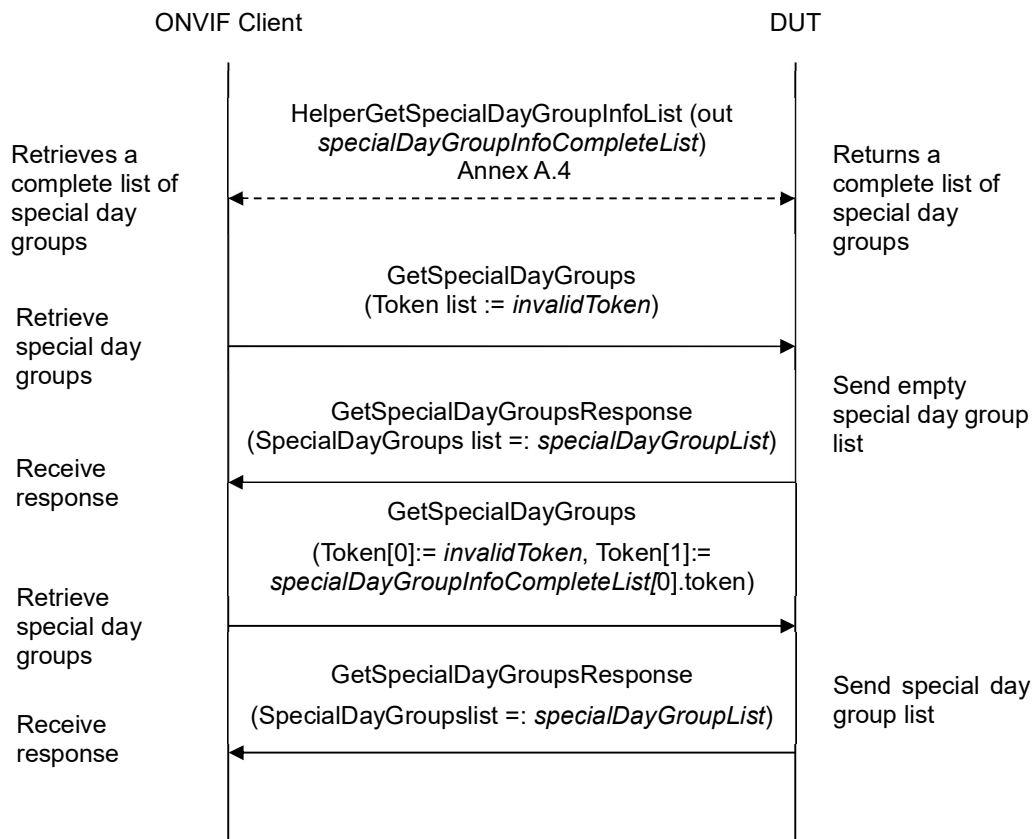 ONVIF Client
DUT
HelperGetSpecialDayGroupInfoList (out
specialDayGroupInfoCompleteList)
Annex A.4
Retrieves a
complete list of
special day
groups
Returns a
complete list of
special day
groups
GetSpecialDayGroups
(Token list := invalidToken)
Retrieve
special day
groups
Send empty
special day group
list
GetSpecialDayGroupsResponse
(SpecialDayGroups list =: specialDayGroupList)
Receive
response
GetSpecialDayGroups
(Token[0]:= invalidToken, Token[1]:=
specialDayGroupInfoCompleteList[0].token)
Retrieve
special day
groups
GetSpecialDayGroupsResponse
(SpecialDayGroupslist =: specialDayGroupList)
Send special day
group list
Receive
response